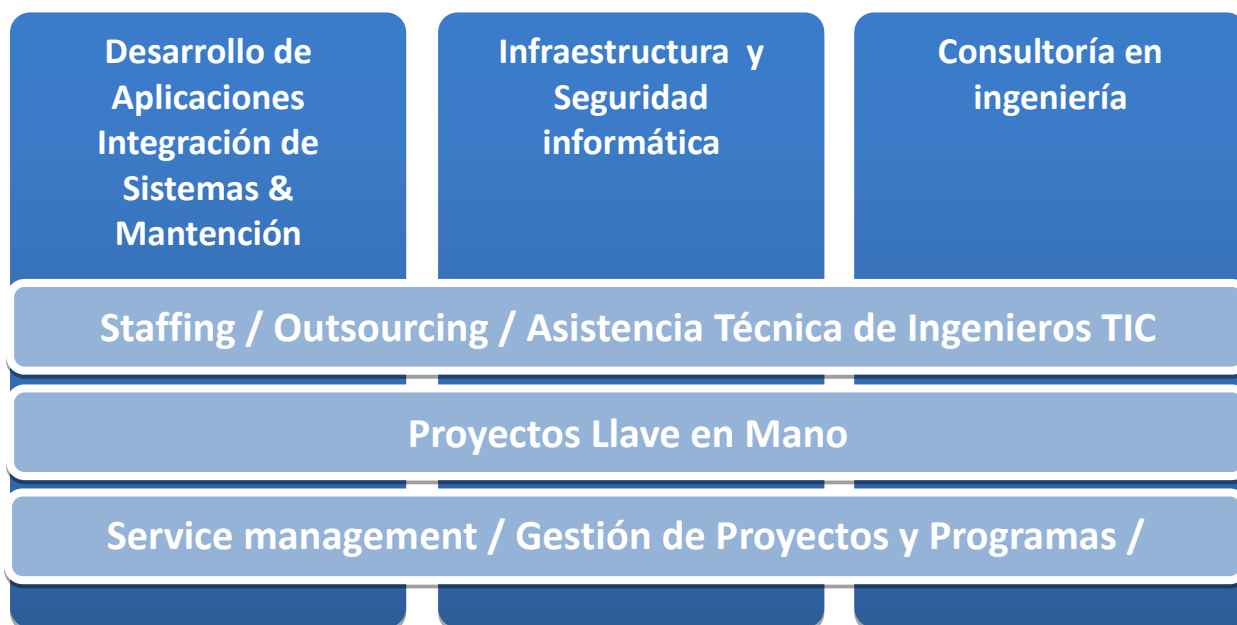 Desarrollo de
Aplicaciones
Integración de
Sistemas &
Mantención
Infraestructura y
Seguridad
informática
Consultoría en
ingeniería
Staffing / Outsourcing / Asistencia Técnica de Ingenieros TIC
Proyectos Llave en Mano
Service management / Gestión de Proyectos y Programas /